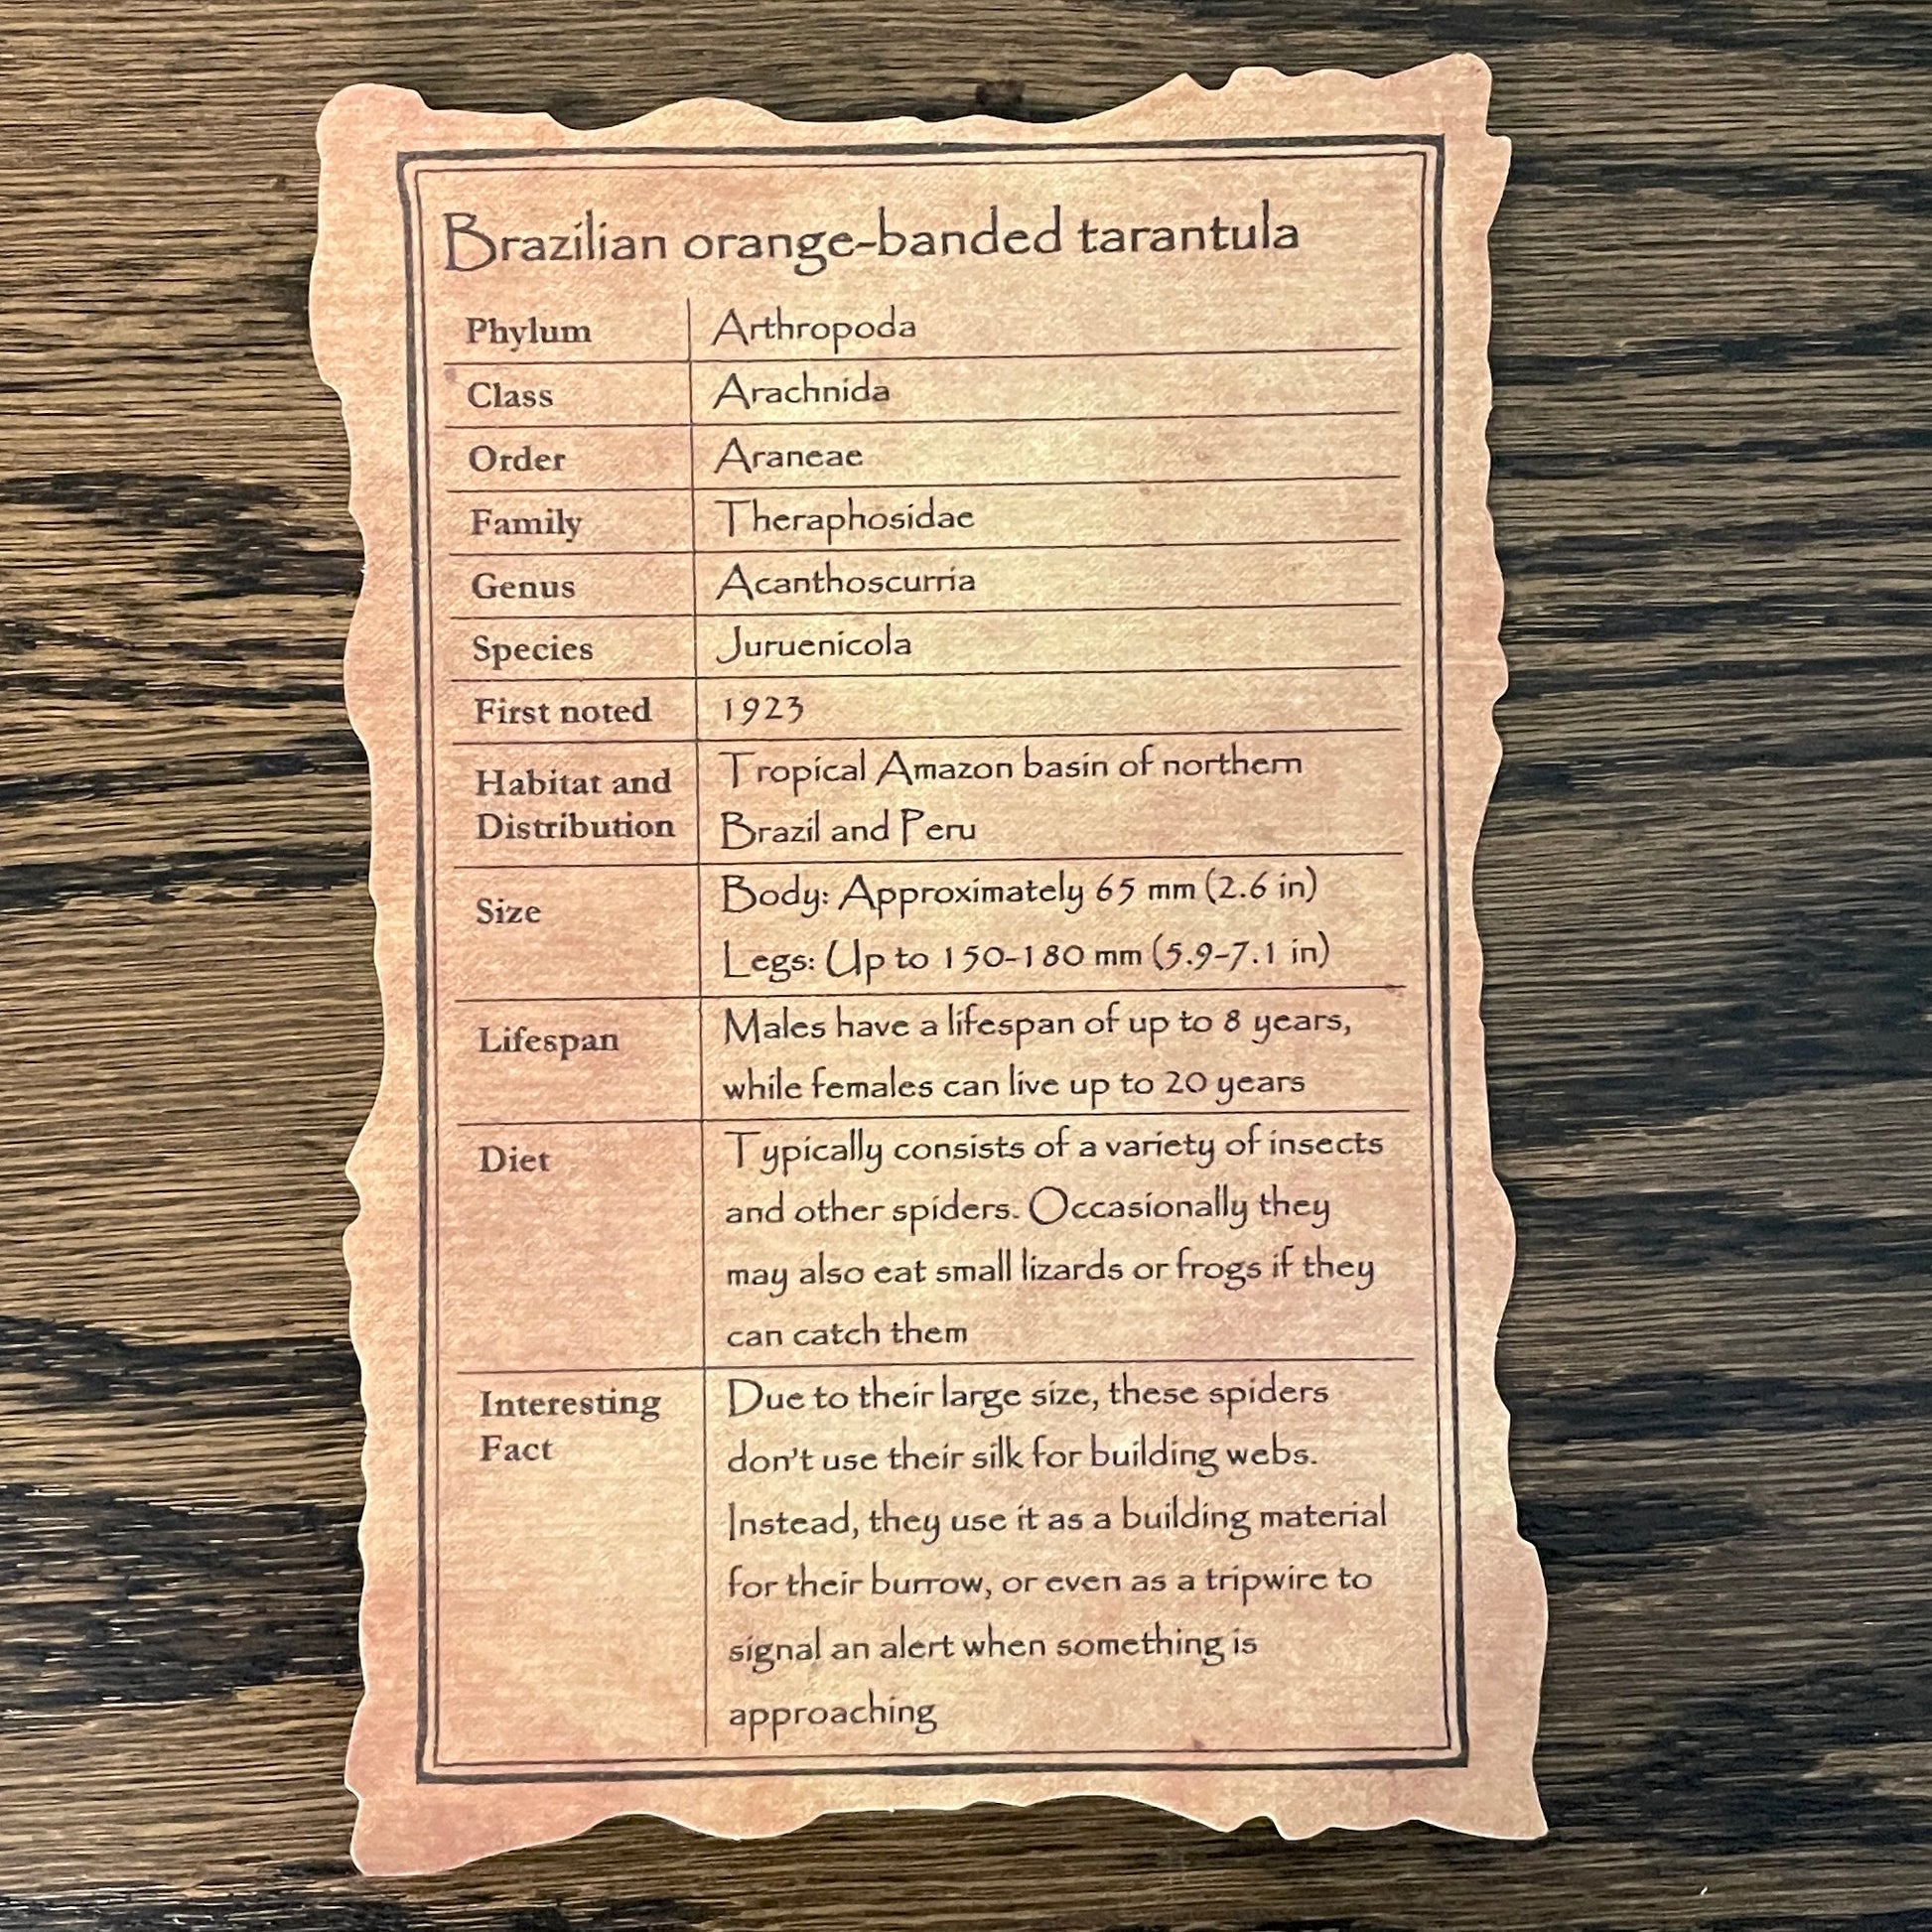 Brazilian orange-banded tarantula
Phylum Arthropoda
Class Arachnida
Order Araneae
Family Theraphosidae
Genus Acanthoscurria
Species Juruenicola
First noted 1923
Habitat and Distribution
Tropical Amazon basin of northern
Brazil and Peru
Size
Body: Approximately 65 mm (2.6 in)
Legs: Up to 150-180 mm (5.9-7.1 in)
Lifespan
Males have a lifespan of up to 8 years,
while females can live up to 20 years
Diet
Typically consists of a variety of insects
and other spiders. Occasionally they
may also eat small lizards or frogs if they
can catch them
Interesting
Fact
Due to their large size, these spiders
don't use their silk for building webs.
Instead, they use it as a building material
for their burrow, or even as a tripwire to
signal an alert when something is
approaching